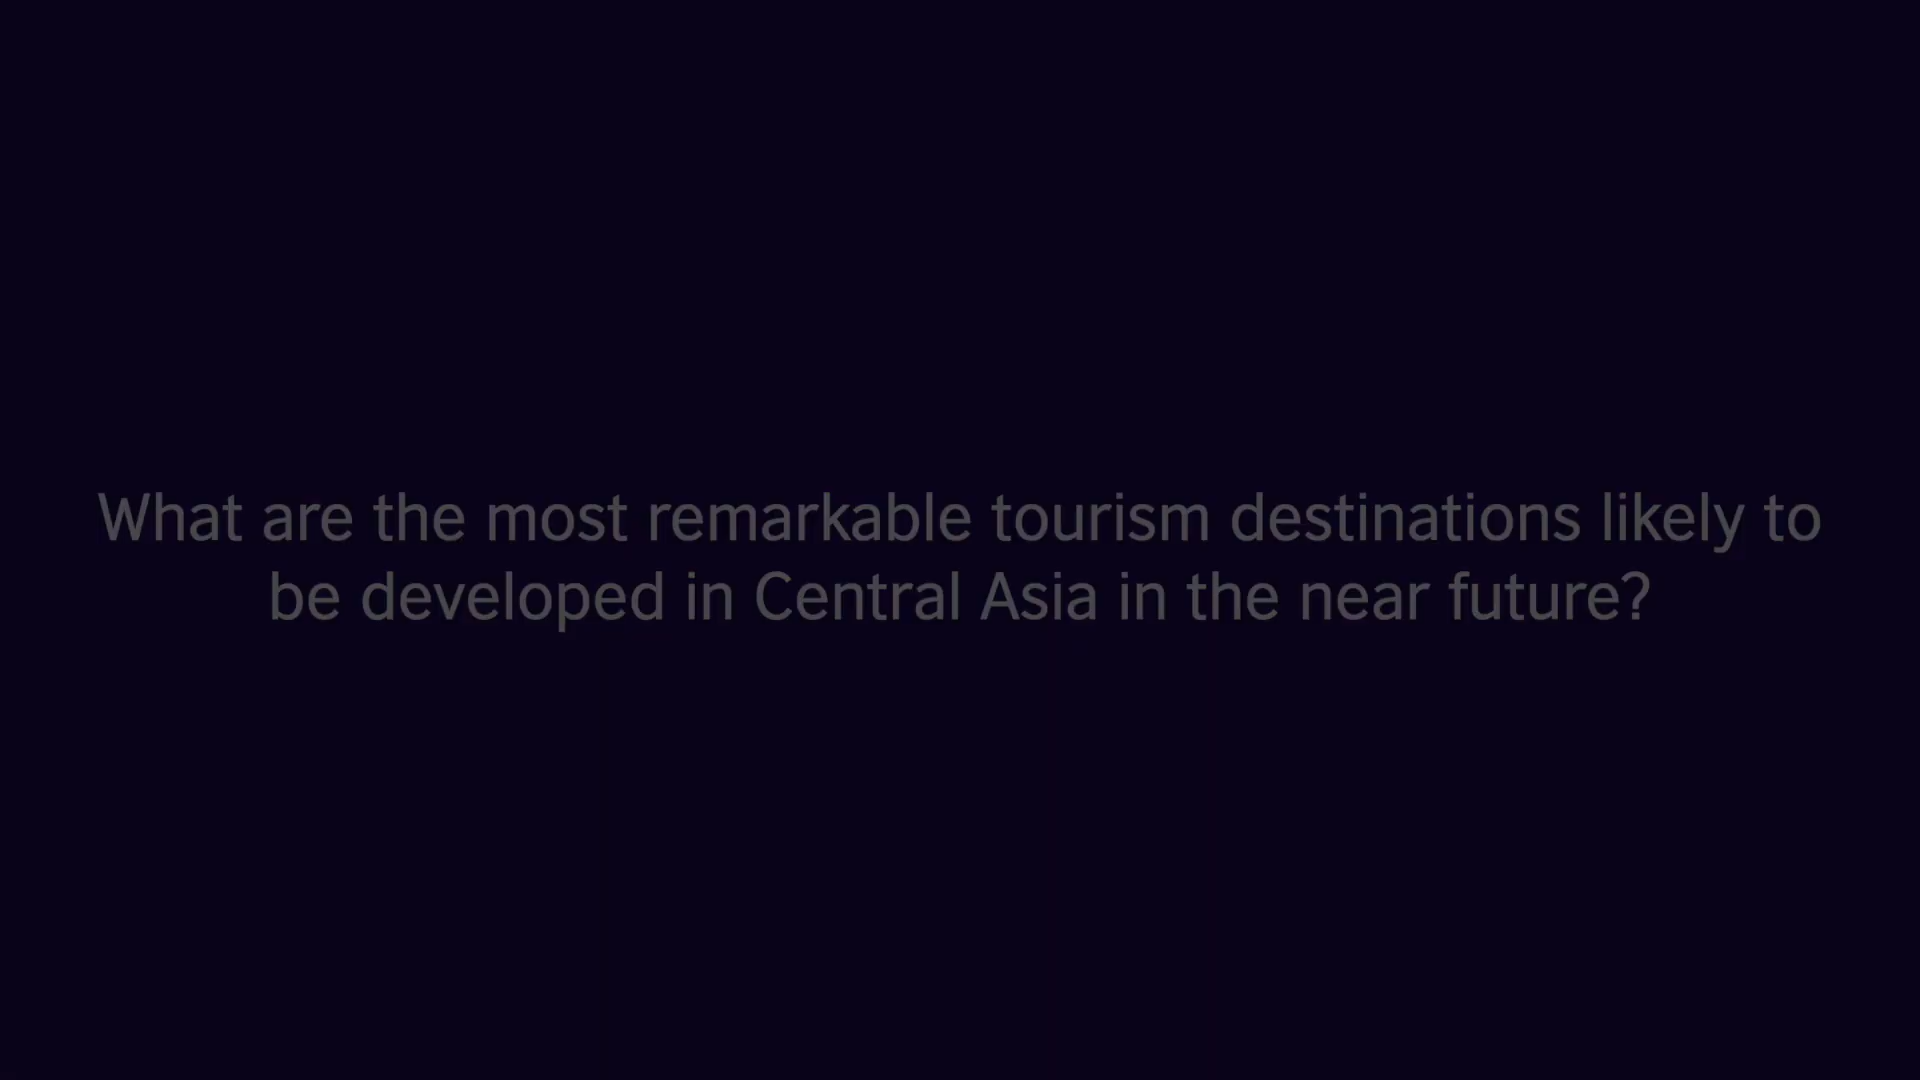 What are the most remarkable tourism destinations likely to
be developed in Central Asia in the near future?